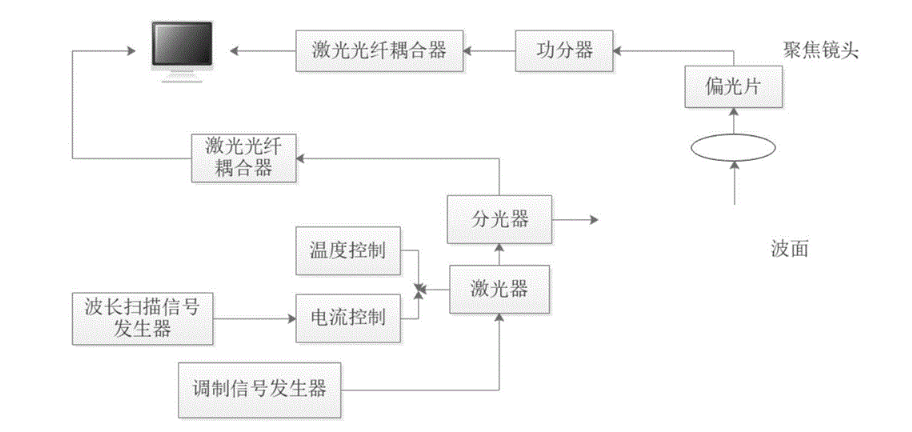 激光光纤耦合器
功分器
聚焦镜头
偏光片
激光光纤
耦合器
分光器
波面
温度控制
激光器
波长扫描信号
发生器
电流控制
调制信号发生器